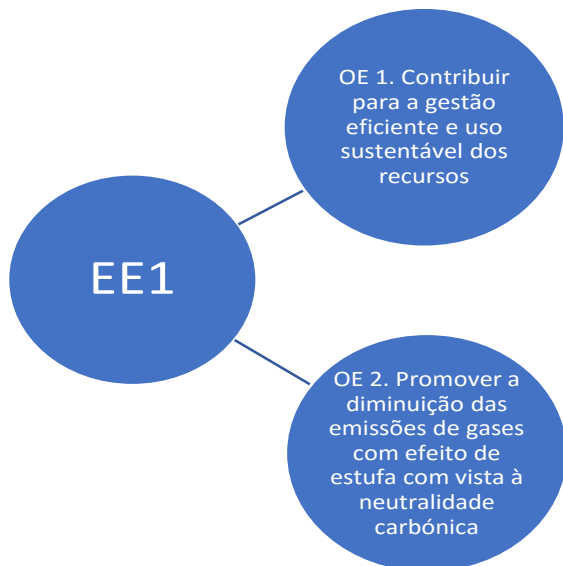 EE1
OE 1. Contribuir
para a gestão
eficiente e uso
sustentável dos
recursos
OE 2. Promover a
diminuição das
emissões de gases
com efeito de
estufa com vista à
neutralidade
carbónica